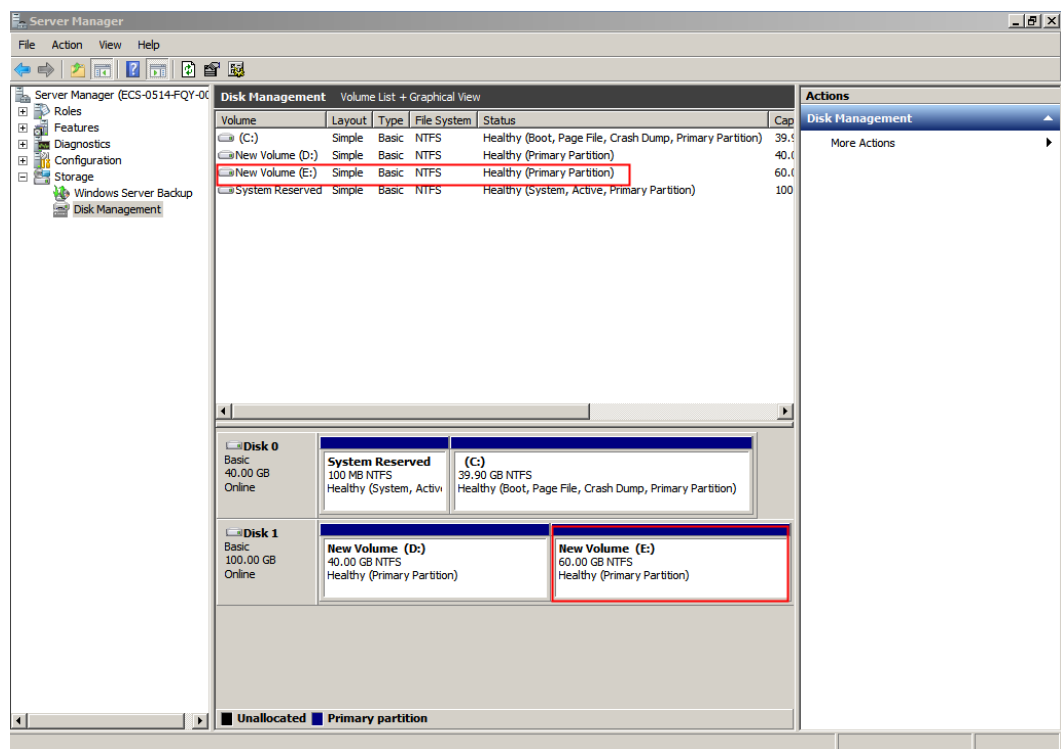 Server Manager
File Action View Help
Server Manager (ECS-0514-FQY-00
Roles
Features
Diagnostics
Configuration
Storage
Windows Server Backup
Disk Management
Disk Management Volume List + Graphical View
Volume Layout Type File System Status Cap
(C:) Simple Basic NTFS Healthy (Boot, Page File, Crash Dump, Primary Partition) 39.9
New Volume (D:) Simple Basic NTFS Healthy (Primary Partition) 40.0
New Volume (E:) Simple Basic NTFS Healthy (Primary Partition) 60.0
System Reserved Simple Basic NTFS Healthy (System, Active, Primary Partition) 100
Disk 0
Basic
40.00 GB
Online
System Reserved
100 MB NTFS
Healthy (System, Activ
(C:)
39.90 GB NTFS
Healthy (Boot, Page File, Crash Dump, Primary Partition)
Disk 1
Basic
100.00 GB
Online
New Volume (D:)
40.00 GB NTFS
Healthy (Primary Partition)
New Volume (E:)
60.00 GB NTFS
Healthy (Primary Partition)
Unallocated Primary partition
Actions
Disk Management
More Actions